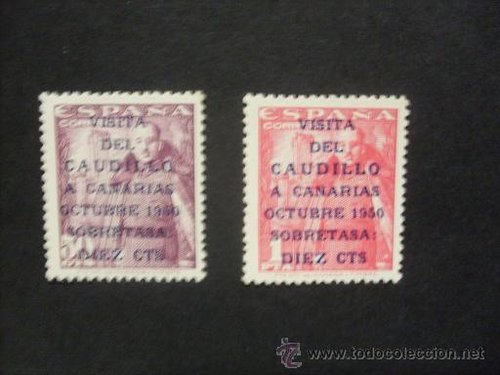 ESPAÑA
VISITA
DEL
CAUDILLO
A CANARIAS
OCTUBRE 1950
SOBRETASA:
DIEZ CTS
ESPAÑA
VISITA
DEL
CAUDILLO
A CANARIAS
OCTUBRE 1950
SOBRETASA:
DIEZ CTS
© www.todocoleccion.net